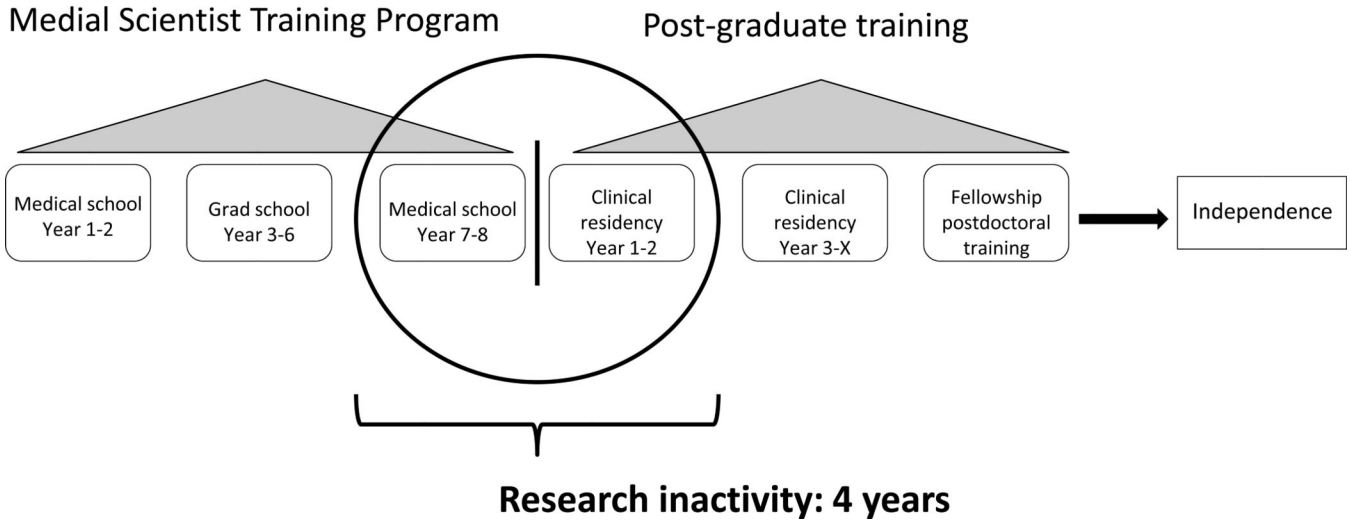 Medial Scientist Training Program
Post-graduate training
Medical school
Year 1-2
Grad school
Year 3-6
Medical school
Year 7-8
Clinical
residency
Year 1-2
Clinical
residency
Year 3-X
Fellowship
postdoctoral
training
Independence
Research inactivity: 4 years